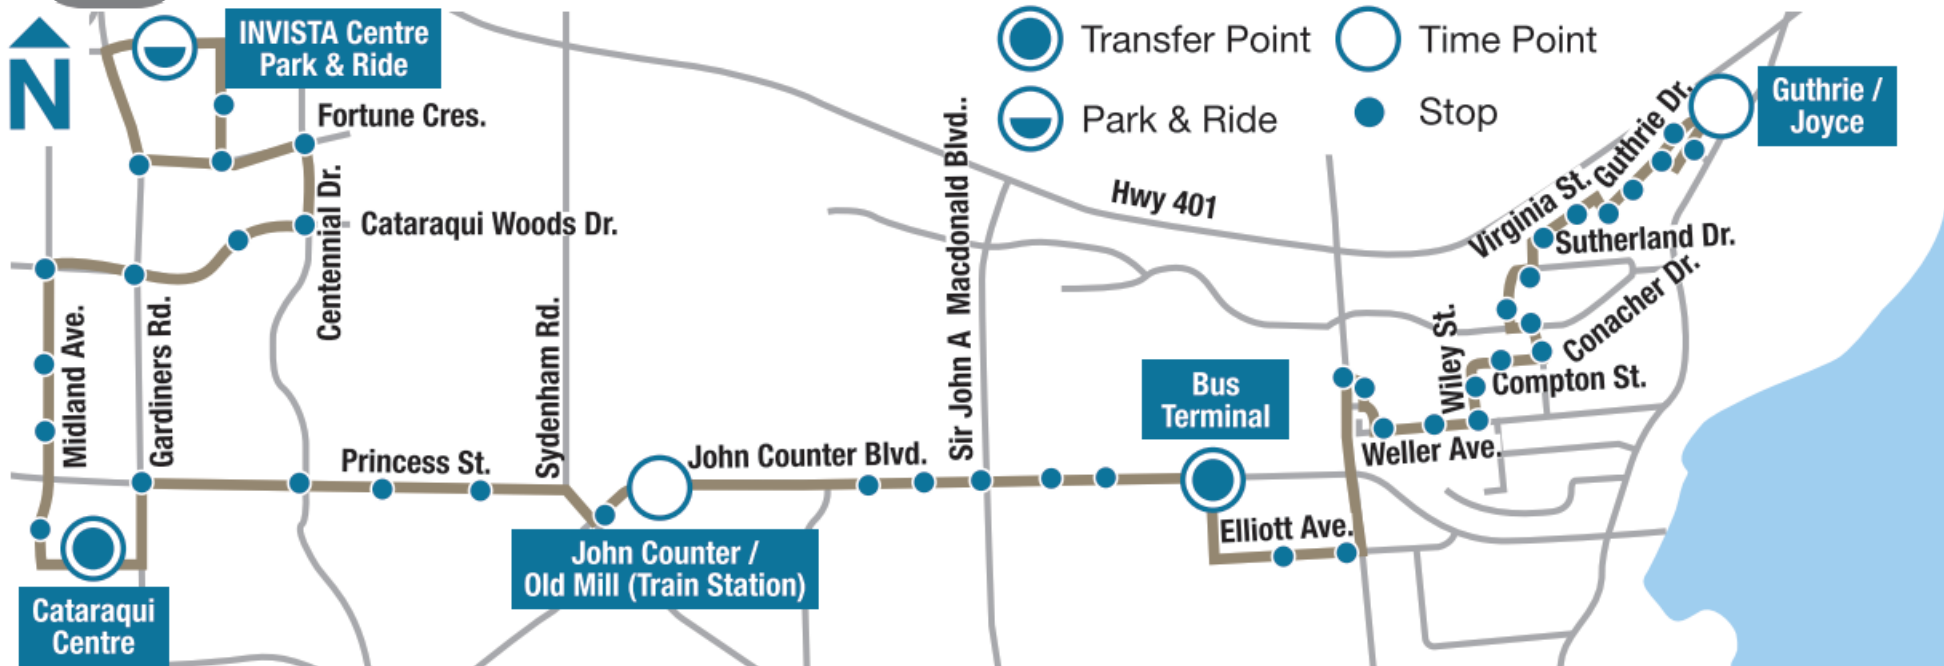 N
INVISTA Centre
Park & Ride
Transfer Point
Time Point
Park & Ride
Stop
Guthrie /
Joyce
Fortune Cres.
Centennial Dr.
Cataraqui Woods Dr.
Midland Ave.
Gardiners Rd.
Sydenham Rd.
Princess St.
Sir John A Macdonald Blvd..
Hwy 401
Virginia St.
Guthrie Dr.
Sutherland Dr.
Conacher Dr.
Wiley St.
Compton St.
Weller Ave.
Bus
Terminal
John Counter Blvd.
Elliott Ave.
John Counter /
Old Mill (Train Station)
Cataraqui
Centre